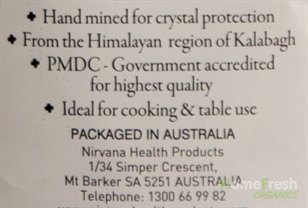 ✦ Hand mined for crystal protection
✦ From the Himalayan region of Kalabagh
✦ PMDC - Government accredited
for highest quality
✦ Ideal for cooking & table use
PACKAGED IN AUSTRALIA
Nirvana Health Products
1/34 Simper Crescent,
Mt Barker SA 5251 AUSTRALIA
Telephone: 1300 66 99 82
HomeFresh
ORGANICS